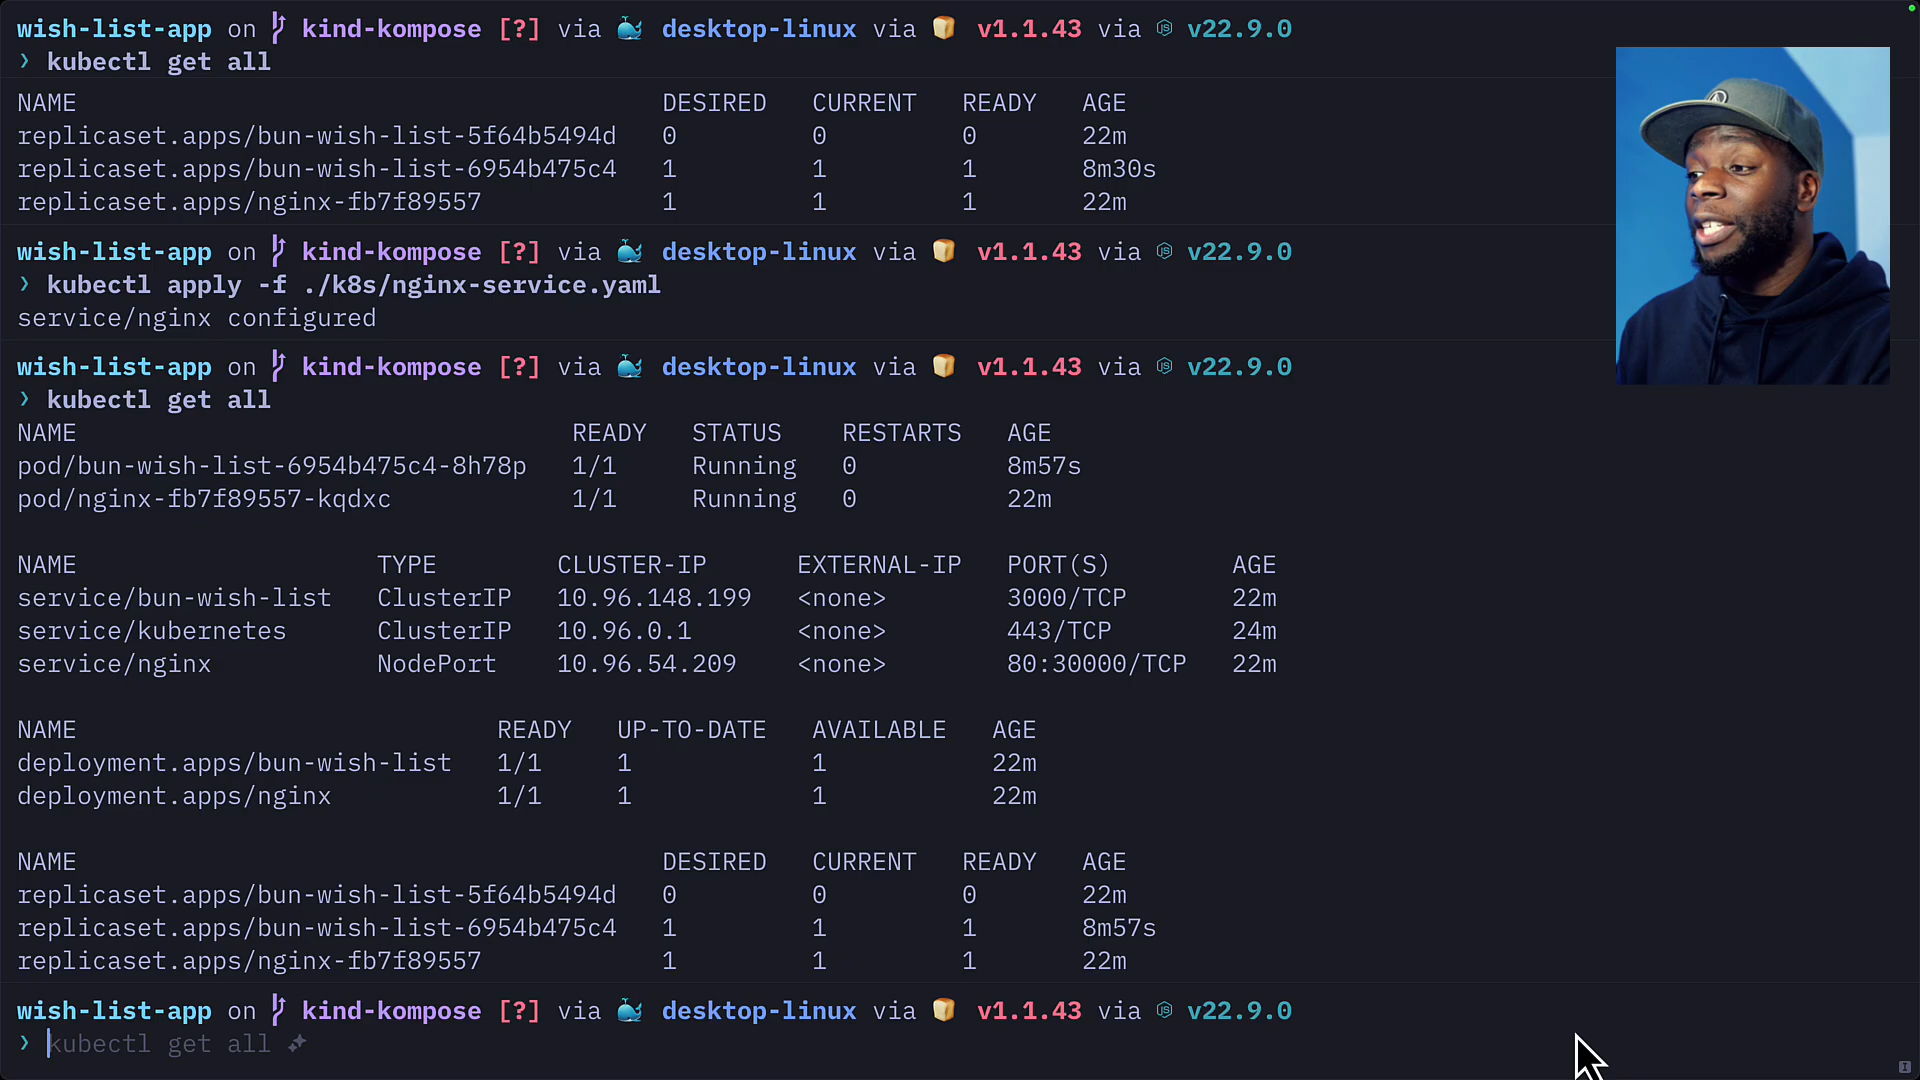 wish-list-app on kind-kompose [?] via 🐳 desktop-linux via 🍞 v1.1.43 via v22.9.0
❯ kubectl get all
NAME DESIRED CURRENT READY AGE
replicaset.apps/bun-wish-list-5f64b5494d 0 0 0 22m
replicaset.apps/bun-wish-list-6954b475c4 1 1 1 8m30s
replicaset.apps/nginx-fb7f89557 1 1 1 22m
wish-list-app on kind-kompose [?] via 🐳 desktop-linux via 🍞 v1.1.43 via v22.9.0
❯ kubectl apply -f ./k8s/nginx-service.yaml
service/nginx configured
wish-list-app on kind-kompose [?] via 🐳 desktop-linux via 🍞 v1.1.43 via v22.9.0
❯ kubectl get all
NAME READY STATUS RESTARTS AGE
pod/bun-wish-list-6954b475c4-8h78p 1/1 Running 0 8m57s
pod/nginx-fb7f89557-kqdxc 1/1 Running 0 22m
NAME TYPE CLUSTER-IP EXTERNAL-IP PORT(S) AGE
service/bun-wish-list ClusterIP 10.96.148.199 <none> 3000/TCP 22m
service/kubernetes ClusterIP 10.96.0.1 <none> 443/TCP 24m
service/nginx NodePort 10.96.54.209 <none> 80:30000/TCP 22m
NAME READY UP-TO-DATE AVAILABLE AGE
deployment.apps/bun-wish-list 1/1 1 1 22m
deployment.apps/nginx 1/1 1 1 22m
NAME DESIRED CURRENT READY AGE
replicaset.apps/bun-wish-list-5f64b5494d 0 0 0 22m
replicaset.apps/bun-wish-list-6954b475c4 1 1 1 8m57s
replicaset.apps/nginx-fb7f89557 1 1 1 22m
wish-list-app on kind-kompose [?] via 🐳 desktop-linux via 🍞 v1.1.43 via v22.9.0
❯ kubectl get all